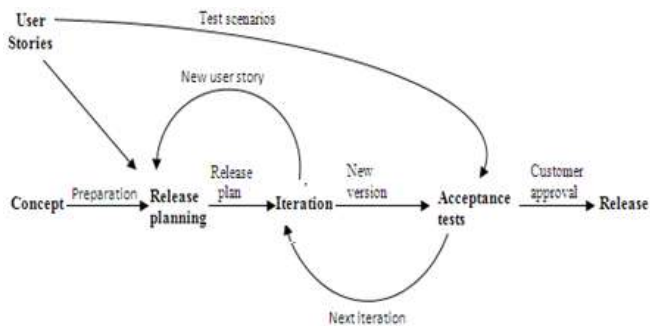 User
Stories
Test scenarios
New user story
Concept
Preparation
Release
planning
Release
plan
Iteration
New
version
Acceptance
tests
Customer
approval
Release
Next Iteration